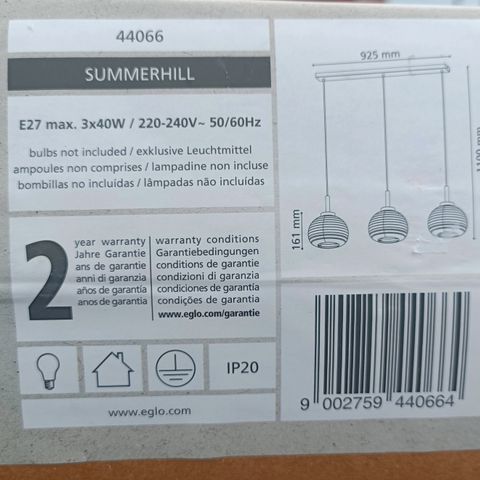 44066
SUMMERHILL
E27 max. 3x40W / 220-240V~ 50/60Hz
bulbs not included / exklusive Leuchtmittel
ampoules non comprises / lampadine non incluse
bombillas no incluídas / lâmpadas não incluídas
2
year warranty
Jahre Garantie
ans de garantie
anni di garanzia
años de garantía
anos de garantia
warranty conditions
Garantiebedingungen
conditions de garantie
condizioni di garanzia
condiciones de garantía
condições de garantia
www.eglo.com/garantie
IP20
www.eglo.com
925 mm
1100 mm
161 mm
9 002759 440664